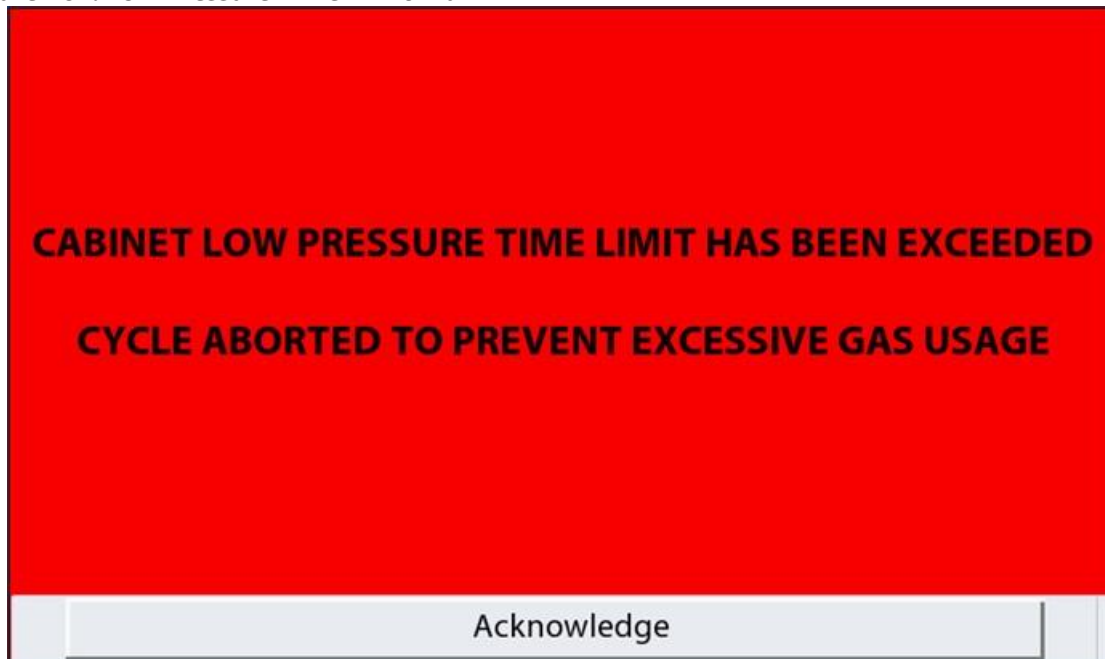 CABINET LOW PRESSURE TIME LIMIT HAS BEEN EXCEEDED
CYCLE ABORTED TO PREVENT EXCESSIVE GAS USAGE
Acknowledge